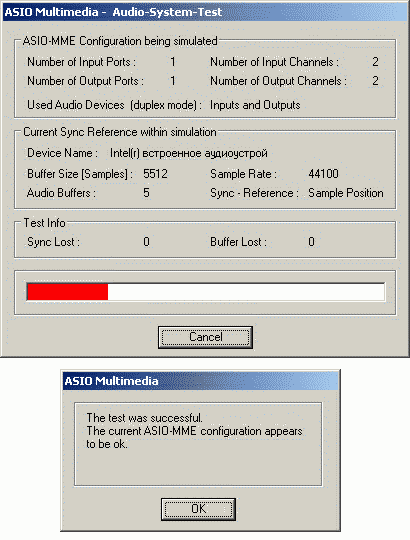 ASIO Multimedia - Audio-System-Test
ASIO-MME Configuration being simulated
Number of Input Ports : 1 Number of Input Channels : 2
Number of Output Ports : 1 Number of Output Channels : 2
Used Audio Devices (duplex mode) : Inputs and Outputs
Current Sync Reference within simulation
Device Name : Intel(r) встроенное аудиоустрой
Buffer Size [Samples] : 5512 Sample Rate : 44100
Audio Buffers : 5 Sync - Reference : Sample Position
Test Info
Sync Lost : 0 Buffer Lost : 0
Cancel
ASIO Multimedia
The test was successful.
The current ASIO-MME configuration appears
to be ok.
OK